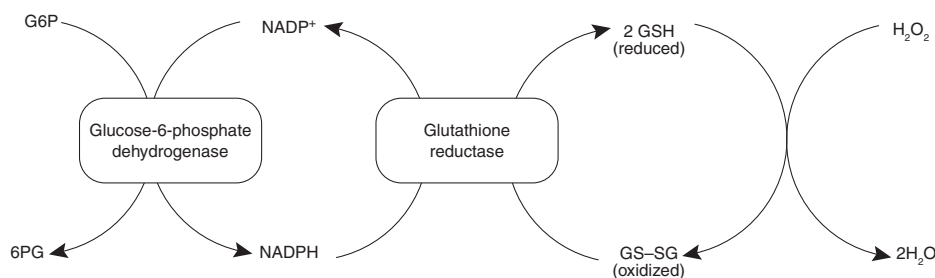 G6P
NADP⁺
2 GSH
(reduced)
H₂O₂
Glucose-6-phosphate
dehydrogenase
Glutathione
reductase
6PG
NADPH
GS–SG
(oxidized)
2H₂O